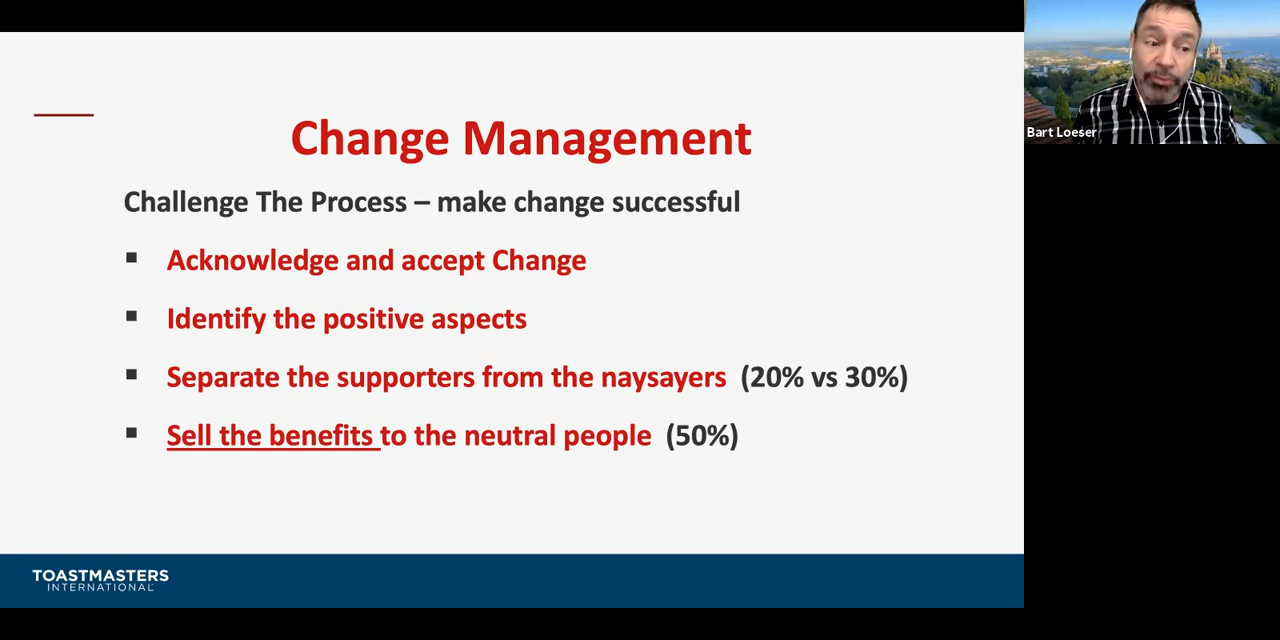 Change Management
Challenge The Process – make change successful
▪ Acknowledge and accept Change
▪ Identify the positive aspects
▪ Separate the supporters from the naysayers (20% vs 30%)
▪ Sell the benefits to the neutral people (50%)
TOASTMASTERS
INTERNATIONAL
Bart Loeser